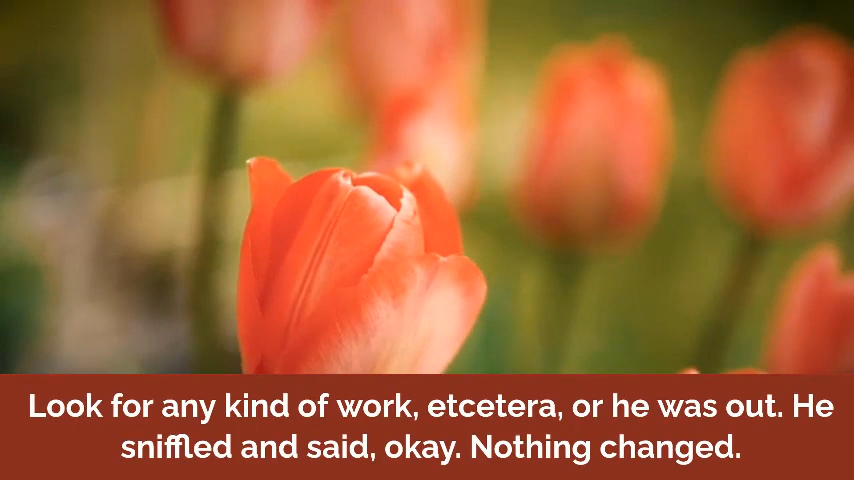 Look for any kind of work, etcetera, or he was out. He
sniffled and said, okay. Nothing changed.